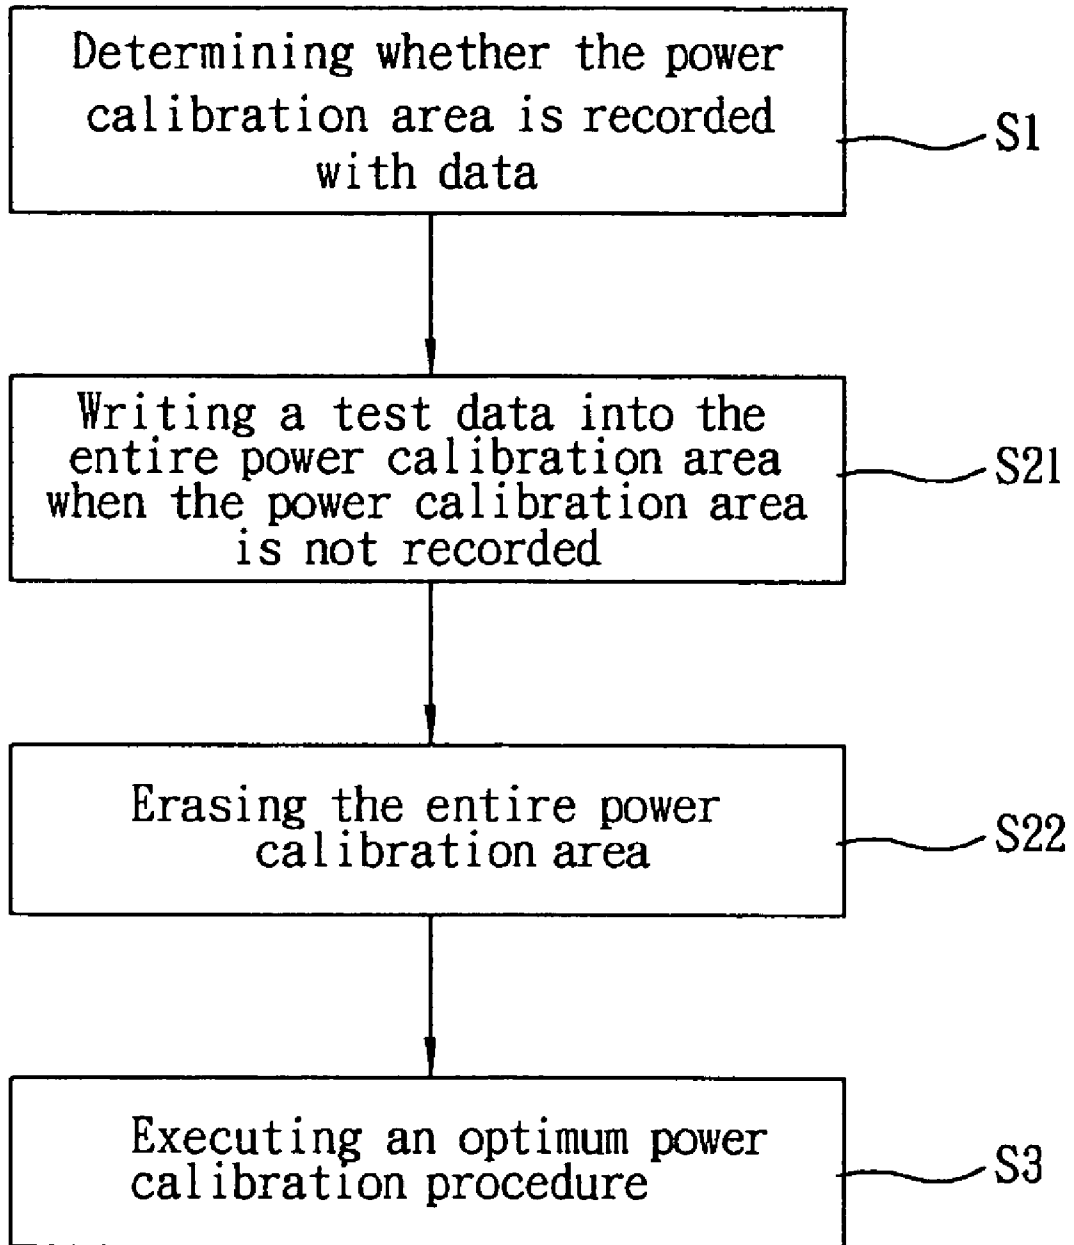 Determining whether the power
calibration area is recorded
with data
S1
Writing a test data into the
entire power calibration area
when the power calibration area
is not recorded
S21
Erasing the entire power
calibration area
S22
Executing an optimum power
calibration procedure
S3